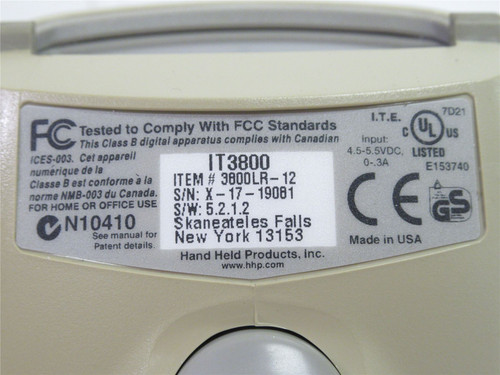 FC Tested to Comply With FCC Standards
This Class B digital apparatus complies with Canadian
ICES-003. Cet appareil
numérique de la
Classe B est conforme à la
norme NMB-003 du Canada.
FOR HOME OR OFFICE USE
N10410
See manual for
Patent details.
IT3800
ITEM # 3800LR-12
S/N: X-17-19081
S/W: 5.2.1.2
Skaneateles Falls
New York 13153
Hand Held Products, Inc.
www.hhp.com
I.T.E.
7D21
C UL US
LISTED
E153740
Input:
4.5-5.5VDC,
0-.3A
CE
GS
Made in USA